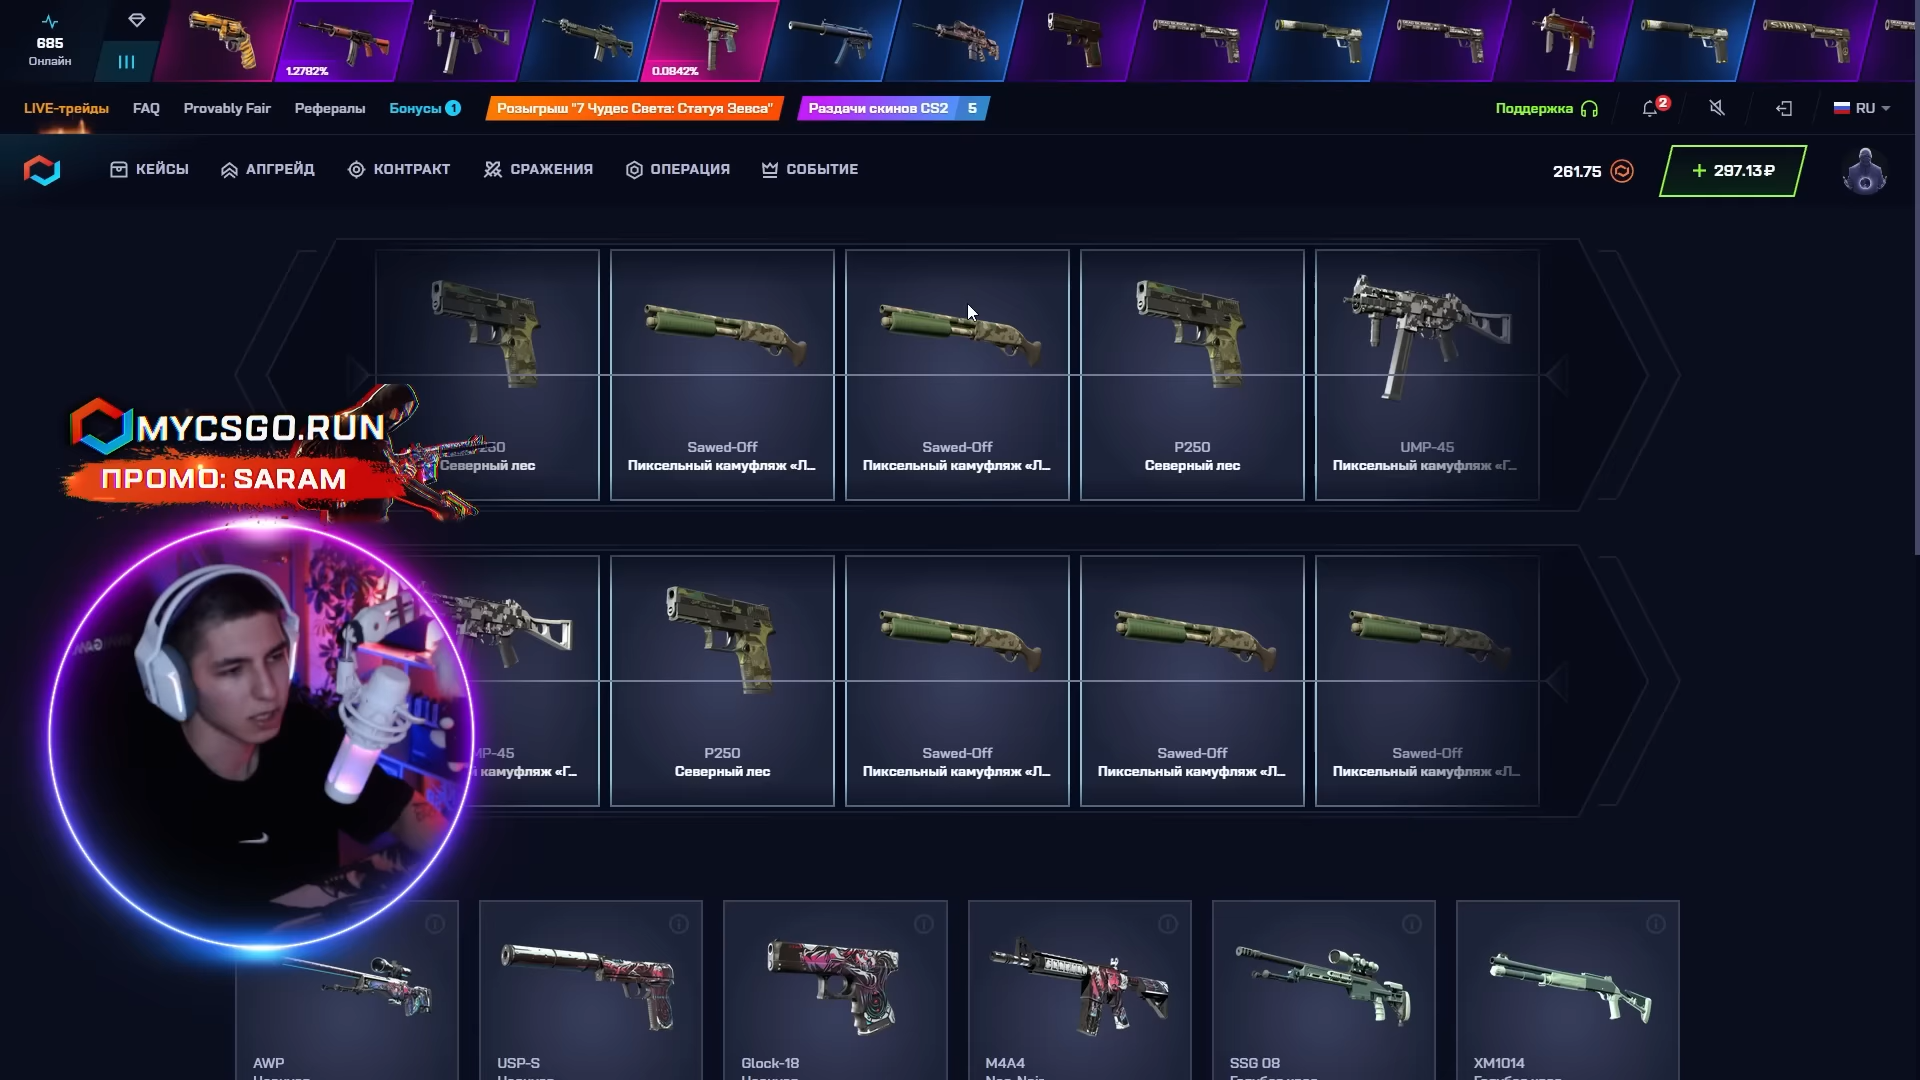 685
Онлайн
1.2782%
0.0842%
LIVE-трейды
FAQ
Provably Fair
Рефералы
Бонусы 1
Розыгрыш "7 Чудес Света: Статуя Зевса"
Раздачи скинов CS2 5
Поддержка
2
RU
КЕЙСЫ
АПГРЕЙД
КОНТРАКТ
СРАЖЕНИЯ
ОПЕРАЦИЯ
СОБЫТИЕ
261.75
+ 297.13₽
Северный лес
Sawed-Off
Пиксельный камуфляж «Л...
Sawed-Off
Пиксельный камуфляж «Л...
P250
Северный лес
UMP-45
Пиксельный камуфляж «Г...
MYCSGO.RUN
ПРОМО: SARAM
MP-45
й камуфляж «Г...
P250
Северный лес
Sawed-Off
Пиксельный камуфляж «Л...
Sawed-Off
Пиксельный камуфляж «Л...
Sawed-Off
Пиксельный камуфляж «Л...
AWP
USP-S
Glock-18
M4A4
SSG 08
XM1014